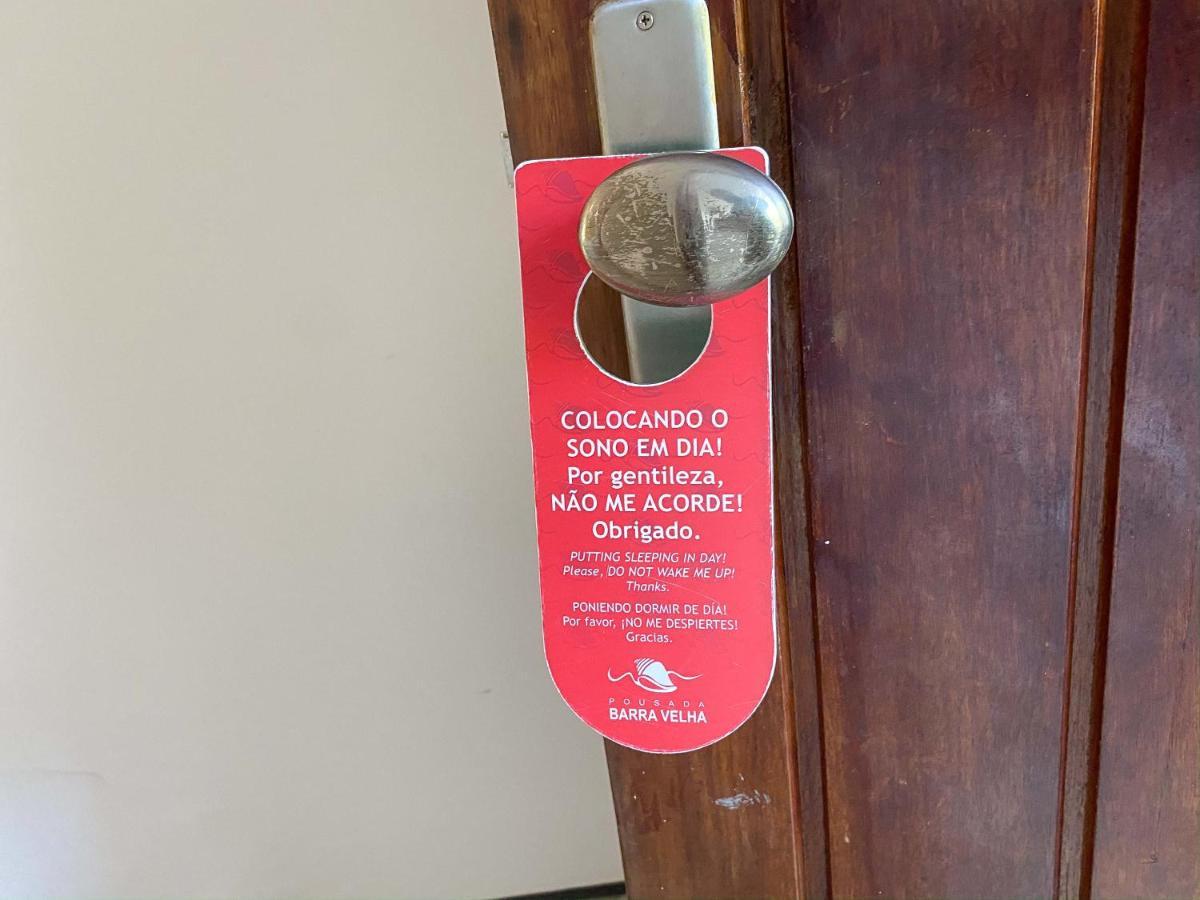 COLOCANDO O
SONO EM DIA!
Por gentileza,
NÃO ME ACORDE!
Obrigado.
PUTTING SLEEPING IN DAY!
Please, DO NOT WAKE ME UP!
Thanks.
PONIENDO DORMIR DE DÍA!
Por favor, ¡NO ME DESPIERTES!
Gracias.
POUSADA
BARRA VELHA